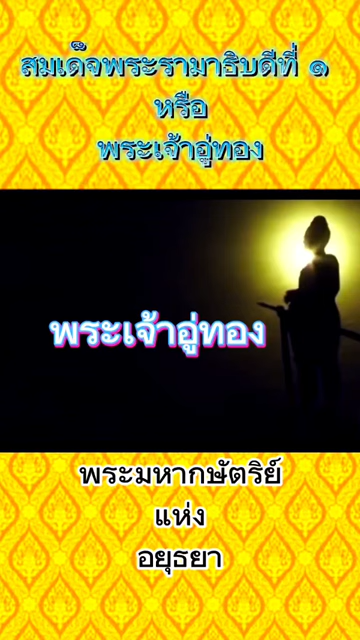 สมเด็จพระรามาธิบดีที่ ๑
หรือ
พระเจ้าอู่ทอง
พระเจ้าอู่ทอง
พระมหากษัตริย์
แห่ง
อยุธยา